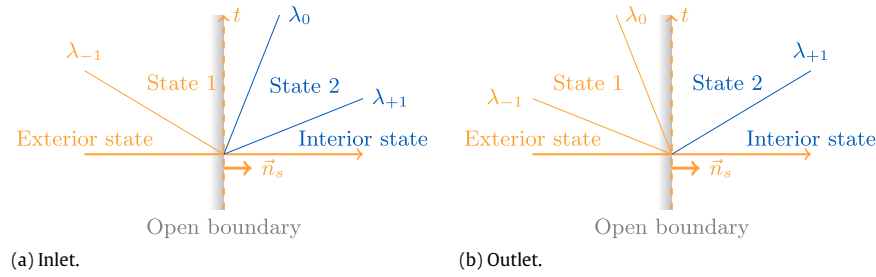 t
λ₀
λ₋₁
State 1
State 2
λ₊₁
Exterior state
Interior state
n⃗ₛ
Open boundary
(a) Inlet.
t
λ₀
λ₊₁
State 1
State 2
λ₋₁
Exterior state
Interior state
n⃗ₛ
Open boundary
(b) Outlet.